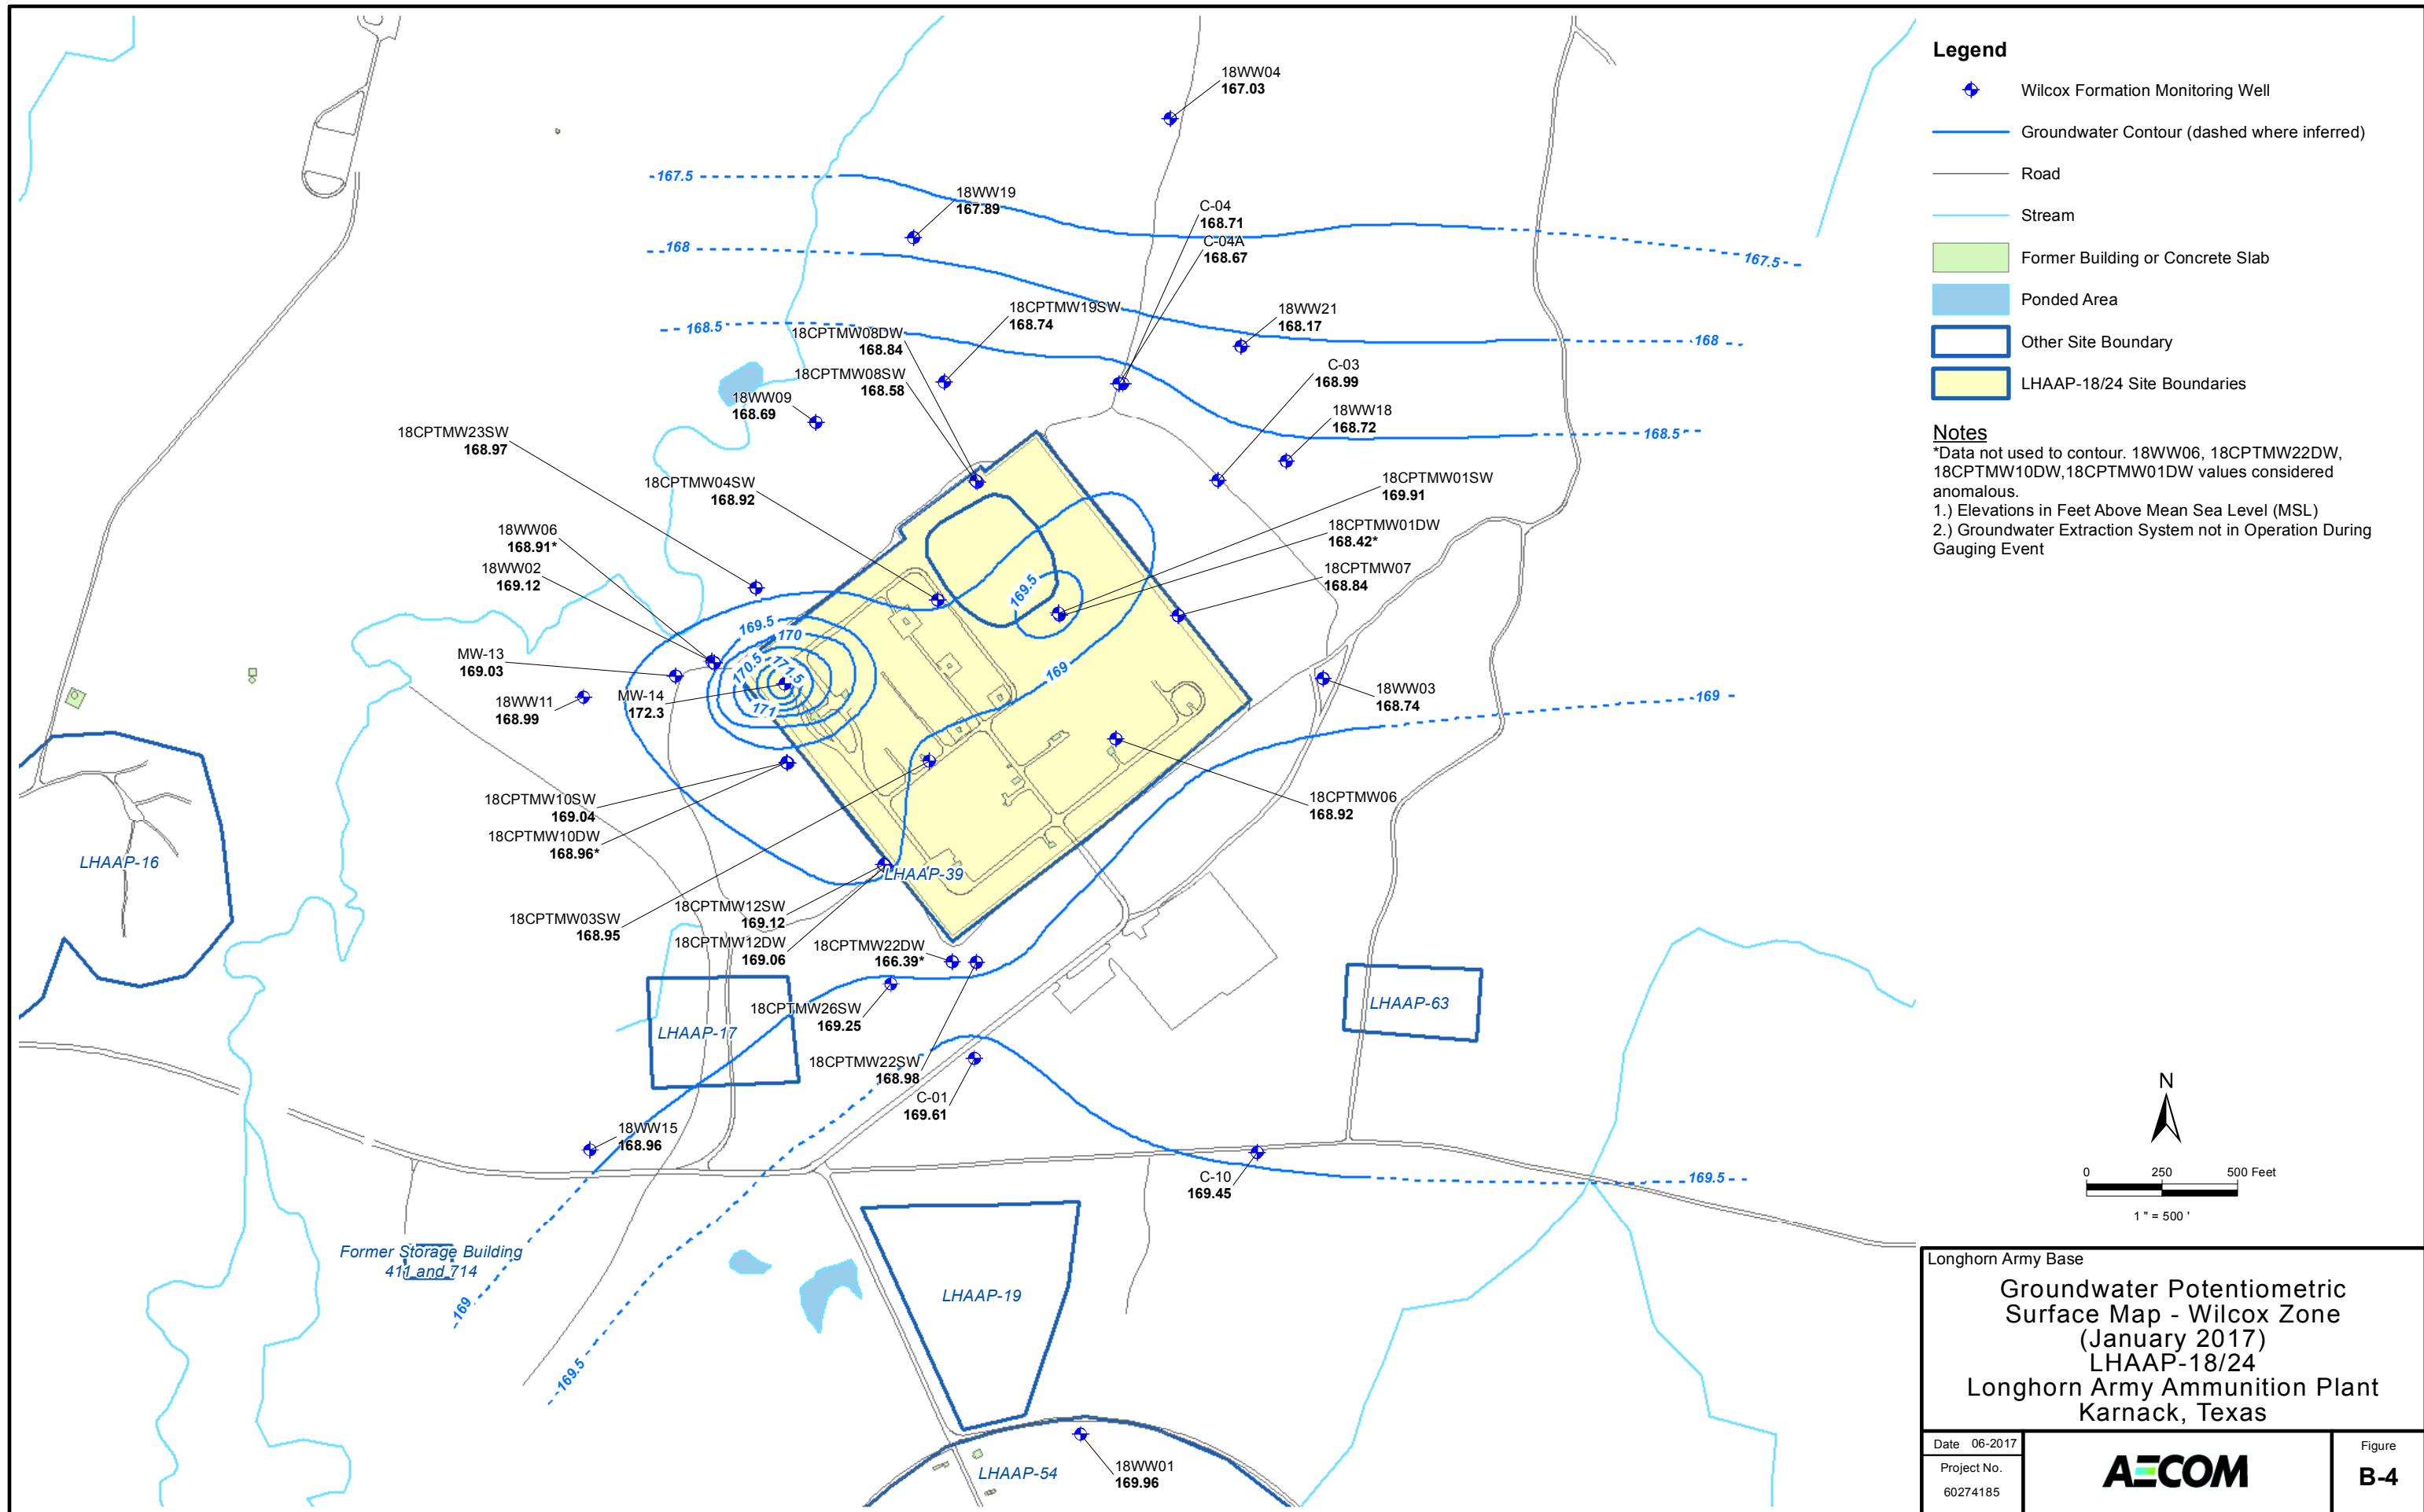 18WW04
167.03
167.5
18WW19
167.89
C-04
168.71
C-04A
168.67
168
167.5
18CPTMW19SW
168.74
18WW21
168.17
168.5
18CPTMW08DW
168.84
168
18CPTMW08SW
168.58
C-03
168.99
18WW09
168.69
18WW18
168.72
168.5
18CPTMW23SW
168.97
18CPTMW04SW
168.92
18CPTMW01SW
169.91
18WW06
168.91*
18CPTMW01DW
168.42*
18WW02
169.12
18CPTMW07
168.84
169.5
169.5
170
MW-13
169.03
170.5
171.5
169
18WW11
168.99
MW-14
172.3
171
18WW03
168.74
169
18CPTMW10SW
169.04
18CPTMW06
168.92
18CPTMW10DW
168.96*
LHAAP-16
LHAAP-39
18CPTMW03SW
168.95
18CPTMW12SW
169.12
18CPTMW12DW
169.06
18CPTMW22DW
166.39*
18CPTMW26SW
169.25
LHAAP-17
LHAAP-63
18CPTMW22SW
168.98
C-01
169.61
18WW15
168.96
C-10
169.45
169.5
Former Storage Building
411 and 714
169
LHAAP-19
169.5
LHAAP-54
18WW01
169.96
Legend
Wilcox Formation Monitoring Well
Groundwater Contour (dashed where inferred)
Road
Stream
Former Building or Concrete Slab
Ponded Area
Other Site Boundary
LHAAP-18/24 Site Boundaries
Notes
*Data not used to contour. 18WW06, 18CPTMW22DW,
18CPTMW10DW,18CPTMW01DW values considered
anomalous.
1.) Elevations in Feet Above Mean Sea Level (MSL)
2.) Groundwater Extraction System not in Operation During
Gauging Event
N
0 250 500 Feet
1 " = 500 '
Longhorn Army Base
Groundwater Potentiometric
Surface Map - Wilcox Zone
(January 2017)
LHAAP-18/24
Longhorn Army Ammunition Plant
Karnack, Texas
Date 06-2017
Project No.
60274185
AECOM
Figure
B-4